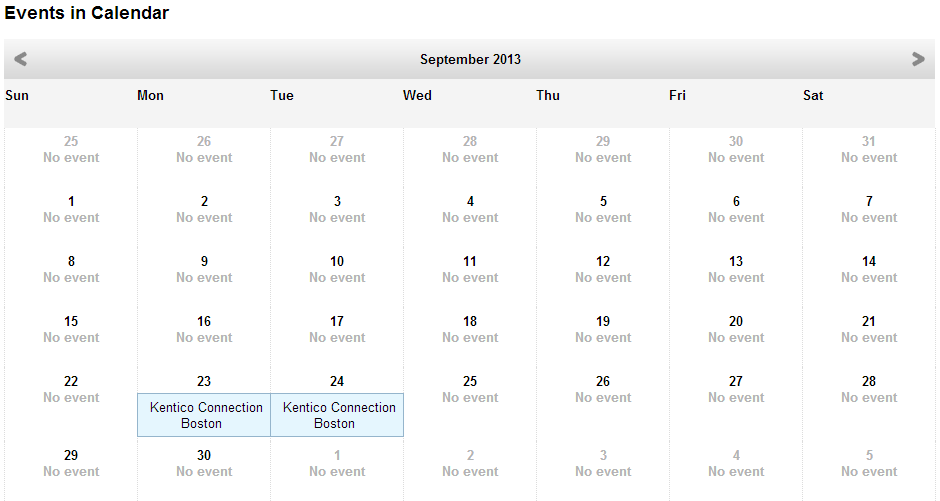 Events in Calendar
September 2013
Sun Mon Tue Wed Thu Fri Sat
25 26 27 28 29 30 31
No event No event No event No event No event No event No event
1 2 3 4 5 6 7
No event No event No event No event No event No event No event
8 9 10 11 12 13 14
No event No event No event No event No event No event No event
15 16 17 18 19 20 21
No event No event No event No event No event No event No event
22 23 24 25 26 27 28
No event Kentico Connection Kentico Connection No event No event No event No event
Boston Boston
29 30 1 2 3 4 5
No event No event No event No event No event No event No event